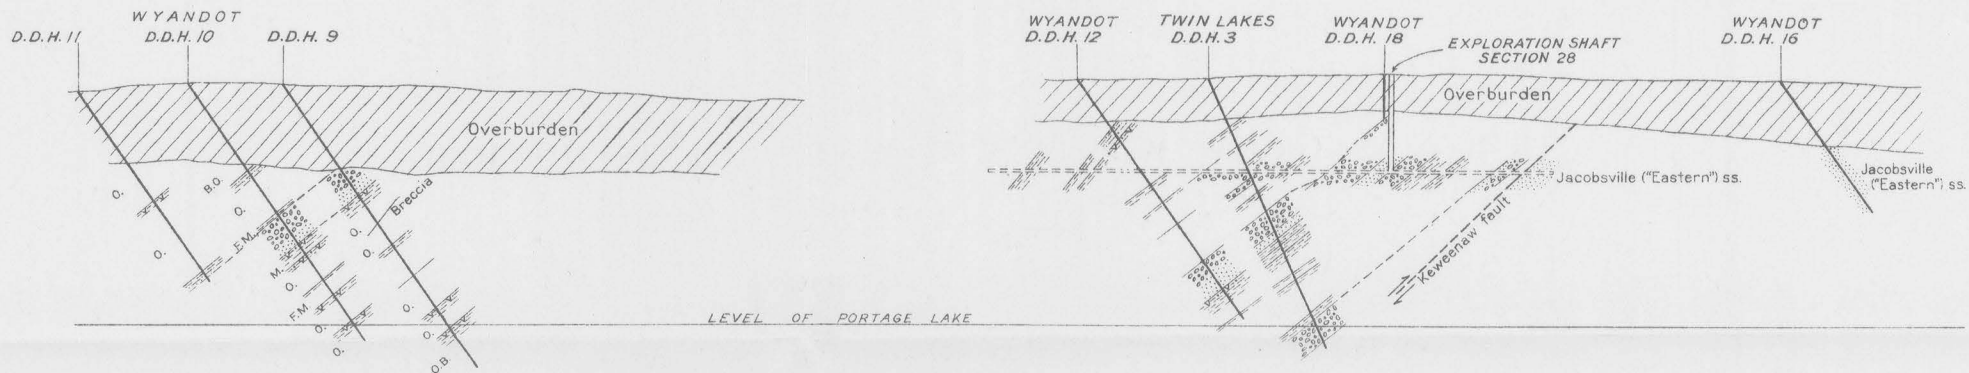 WYANDOT
D.D.H. 11
D.D.H. 10
D.D.H. 9
WYANDOT
D.D.H. 12
TWIN LAKES
D.D.H. 3
WYANDOT
D.D.H. 18
EXPLORATION SHAFT
SECTION 28
WYANDOT
D.D.H. 16
Overburden
Overburden
O.
O.
B.O.
O.
F.M.
M.
O.
F.M.
O.
O.
Breccia
O.
O.
O.
O.B.
Jacobsville ("Eastern") ss.
Keweenaw fault
Jacobsville
("Eastern") ss.
LEVEL OF PORTAGE LAKE